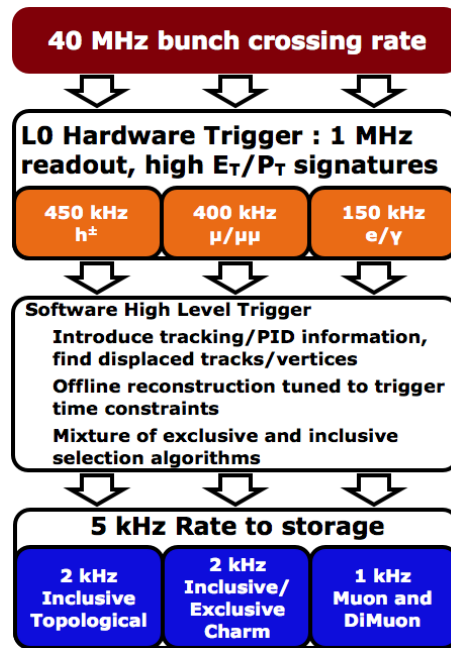 40 MHz bunch crossing rate
L0 Hardware Trigger : 1 MHz
readout, high E_T/P_T signatures
450 kHz
h±
400 kHz
μ/μμ
150 kHz
e/γ
Software High Level Trigger
Introduce tracking/PID information,
find displaced tracks/vertices
Offline reconstruction tuned to trigger
time constraints
Mixture of exclusive and inclusive
selection algorithms
5 kHz Rate to storage
2 kHz
Inclusive
Topological
2 kHz
Inclusive/
Exclusive
Charm
1 kHz
Muon and
DiMuon